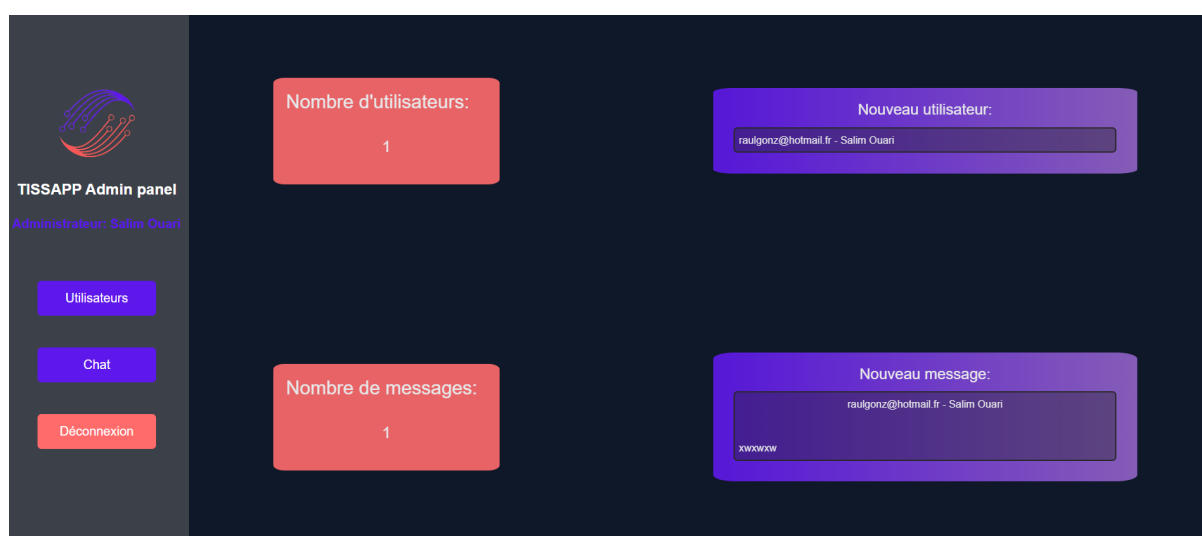 TISSAPP Admin panel
Administrateur: Salim Ouari
Utilisateurs
Chat
Déconnexion
Nombre d'utilisateurs:
1
Nouveau utilisateur:
raulgonz@hotmail.fr - Salim Ouari
Nombre de messages:
1
Nouveau message:
raulgonz@hotmail.fr - Salim Ouari
xwxwxw